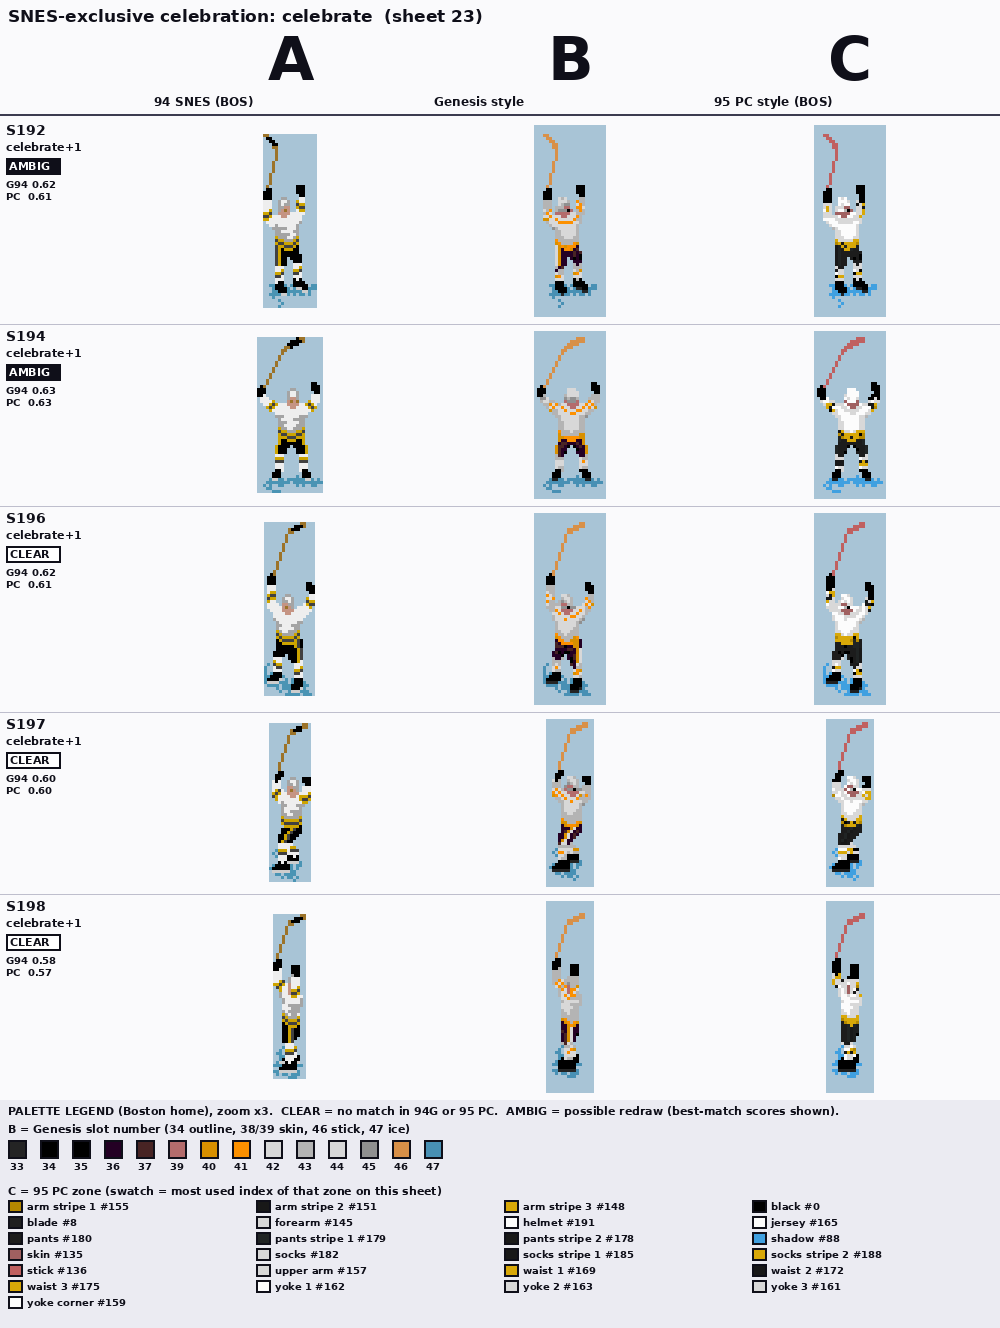 SNES-exclusive celebration: celebrate  (sheet 23)
A B C
94 SNES (BOS) Genesis style 95 PC style (BOS)
S192
celebrate+1
AMBIG
G94 0.62
PC 0.61
S194
celebrate+1
AMBIG
G94 0.63
PC 0.63
S196
celebrate+1
CLEAR
G94 0.62
PC 0.61
S197
celebrate+1
CLEAR
G94 0.60
PC 0.60
S198
celebrate+1
CLEAR
G94 0.58
PC 0.57
PALETTE LEGEND (Boston home), zoom x3.  CLEAR = no match in 94G or 95 PC.  AMBIG = possible redraw (best-match scores shown).
B = Genesis slot number (34 outline, 38/39 skin, 46 stick, 47 ice)
33 34 35 36 37 39 40 41 42 43 44 45 46 47
C = 95 PC zone (swatch = most used index of that zone on this sheet)
arm stripe 1 #155 arm stripe 2 #151 arm stripe 3 #148 black #0
blade #8 forearm #145 helmet #191 jersey #165
pants #180 pants stripe 1 #179 pants stripe 2 #178 shadow #88
skin #135 socks #182 socks stripe 1 #185 socks stripe 2 #188
stick #136 upper arm #157 waist 1 #169 waist 2 #172
waist 3 #175 yoke 1 #162 yoke 2 #163 yoke 3 #161
yoke corner #159